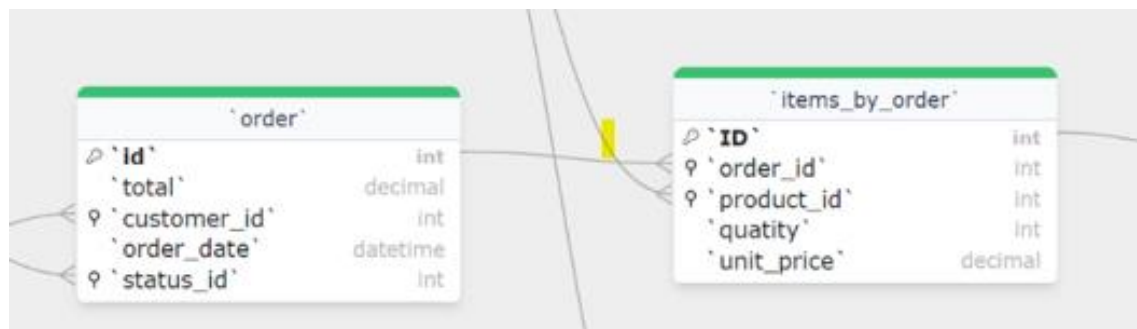 `order`
`id` int
`total` decimal
`customer_id` int
`order_date` datetime
`status_id` int
`items_by_order`
`ID` int
`order_id` int
`product_id` int
`quatity` int
`unit_price` decimal